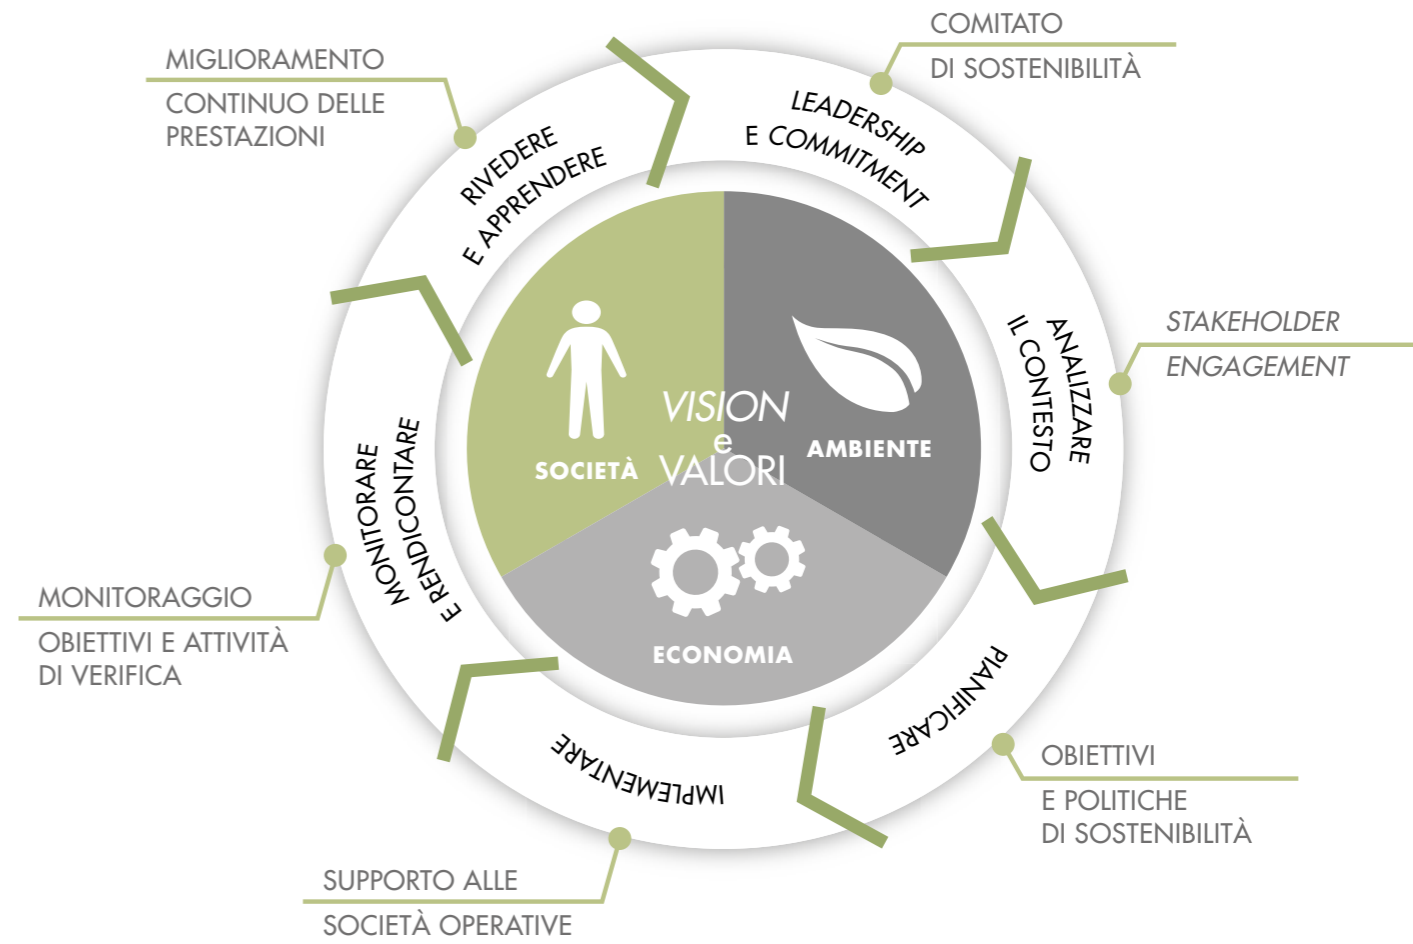 COMITATO
DI SOSTENIBILITÀ
MIGLIORAMENTO
CONTINUO DELLE
PRESTAZIONI
LEADERSHIP
E COMMITMENT
RIVEDERE
E APPRENDERE
STAKEHOLDER
ENGAGEMENT
ANALIZZARE
IL CONTESTO
VISION
e
VALORI
AMBIENTE
SOCIETÀ
ECONOMIA
MONITORARE
E RENDICONTARE
MONITORAGGIO
OBIETTIVI E ATTIVITÀ
DI VERIFICA
PIANIFICARE
OBIETTIVI
E POLITICHE
DI SOSTENIBILITÀ
IMPLEMENTARE
SUPPORTO ALLE
SOCIETÀ OPERATIVE